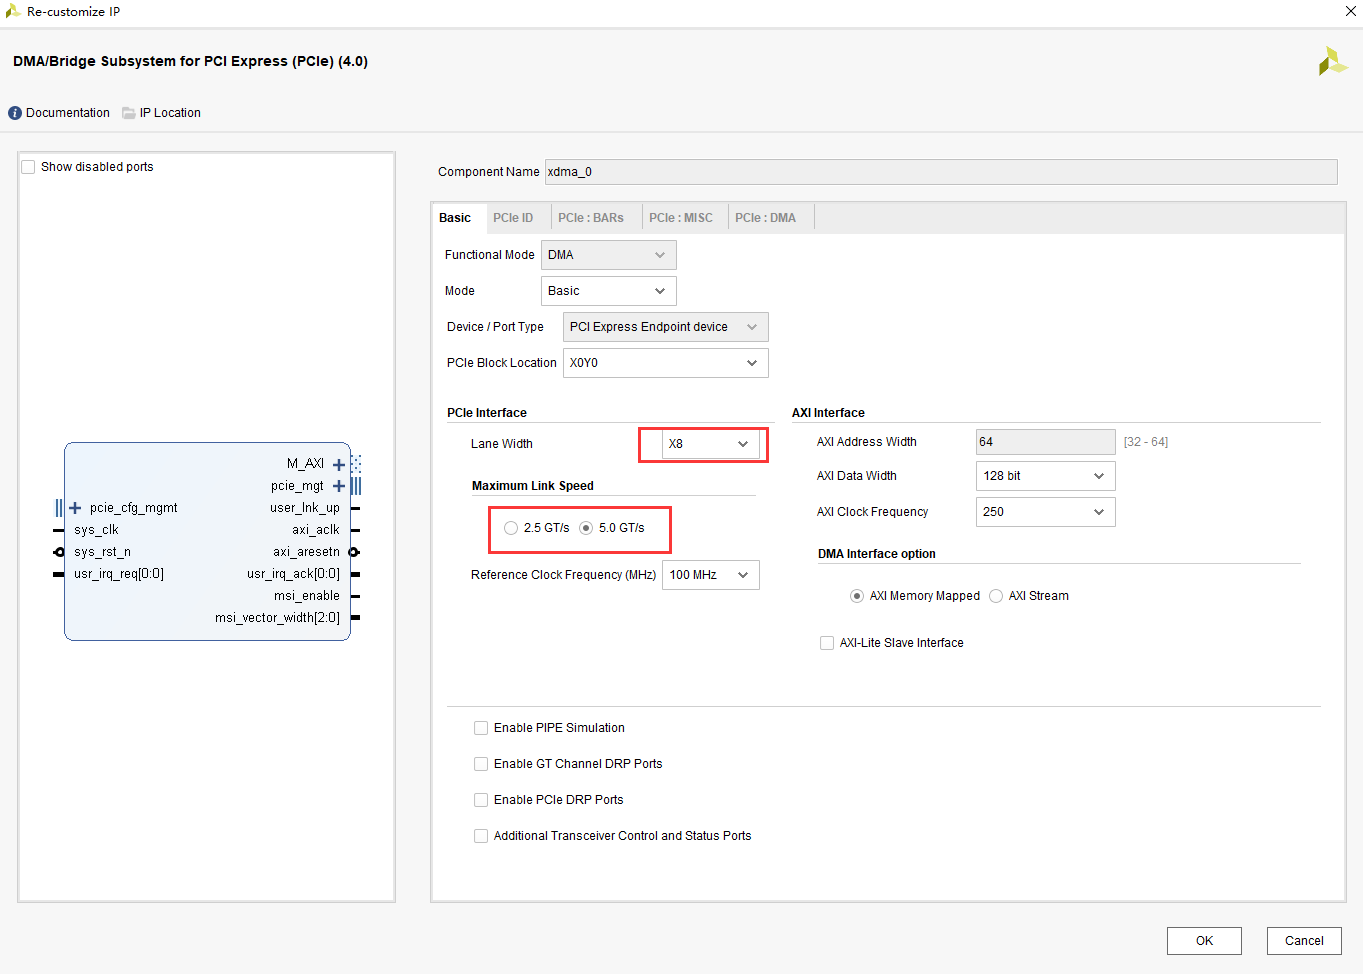 Re-customize IP
DMA/Bridge Subsystem for PCI Express (PCIe) (4.0)
Documentation IP Location
Show disabled ports
M_AXI
pcie_mgt
pcie_cfg_mgmt user_lnk_up
sys_clk axi_aclk
sys_rst_n axi_aresetn
usr_irq_req[0:0] usr_irq_ack[0:0]
msi_enable
msi_vector_width[2:0]
Component Name xdma_0
Basic PCIe ID PCIe : BARs PCIe : MISC PCIe : DMA
Functional Mode DMA
Mode Basic
Device / Port Type PCI Express Endpoint device
PCIe Block Location X0Y0
PCIe Interface
Lane Width X8
Maximum Link Speed
2.5 GT/s 5.0 GT/s
Reference Clock Frequency (MHz) 100 MHz
AXI Interface
AXI Address Width 64 [32 - 64]
AXI Data Width 128 bit
AXI Clock Frequency 250
DMA Interface option
AXI Memory Mapped AXI Stream
AXI-Lite Slave Interface
Enable PIPE Simulation
Enable GT Channel DRP Ports
Enable PCIe DRP Ports
Additional Transceiver Control and Status Ports
OK Cancel